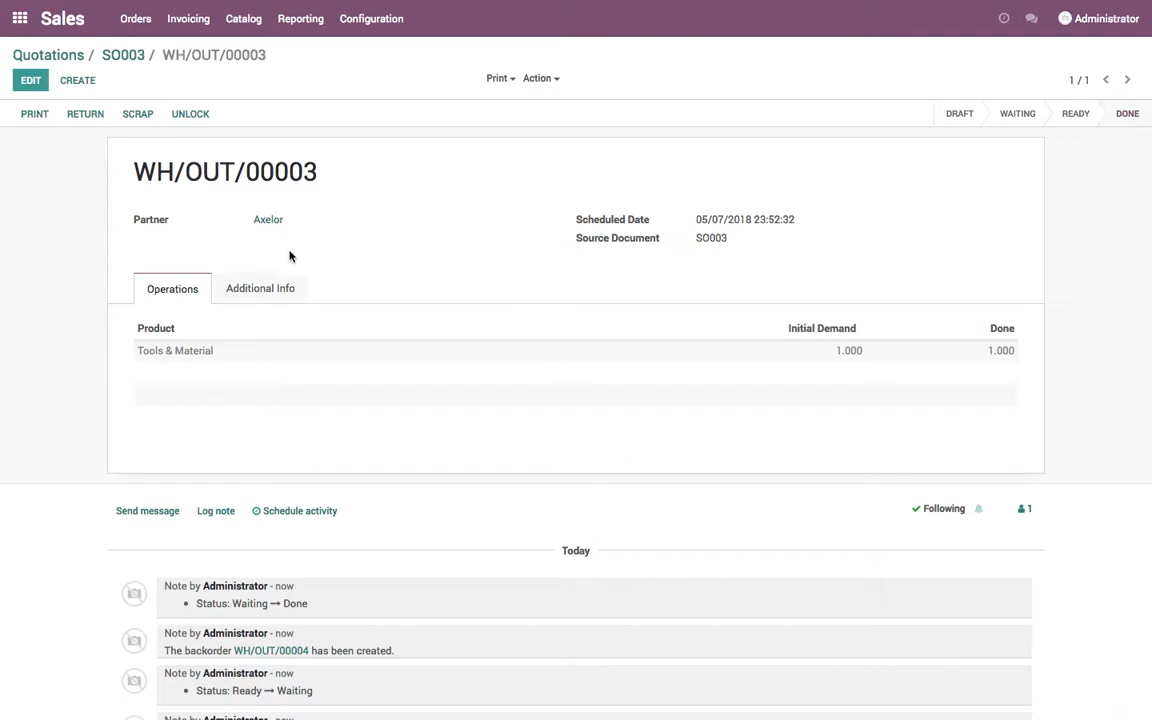 Sales Orders Invoicing Catalog Reporting Configuration Administrator
Quotations / SO003 / WH/OUT/00003
EDIT CREATE Print Action 1 / 1
PRINT RETURN SCRAP UNLOCK DRAFT WAITING READY DONE
WH/OUT/00003
Partner Axelor Scheduled Date 05/07/2018 23:52:32
Source Document SO003
Operations Additional Info
Product Initial Demand Done
Tools & Material 1.000 1.000
Send message Log note Schedule activity Following 1
Today
Note by Administrator - now
• Status: Waiting → Done
Note by Administrator - now
The backorder WH/OUT/00004 has been created.
Note by Administrator - now
• Status: Ready → Waiting
Note by Administrator - now